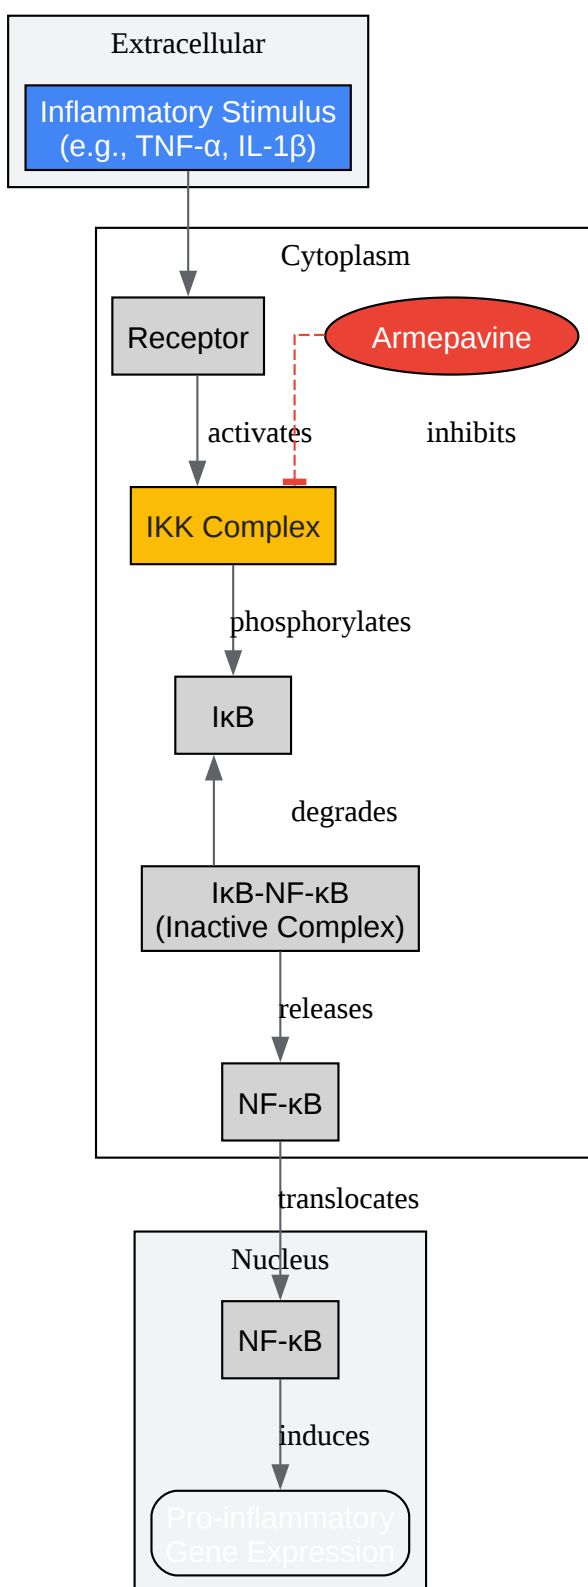 Extracellular
Inflammatory Stimulus
(e.g., TNF-α, IL-1β)
Cytoplasm
Receptor
Armepavine
activates
inhibits
IKK Complex
phosphorylates
IκB
degrades
IκB-NF-κB
(Inactive Complex)
releases
NF-κB
translocates
Nucleus
NF-κB
induces
Pro-inflammatory
Gene Expression